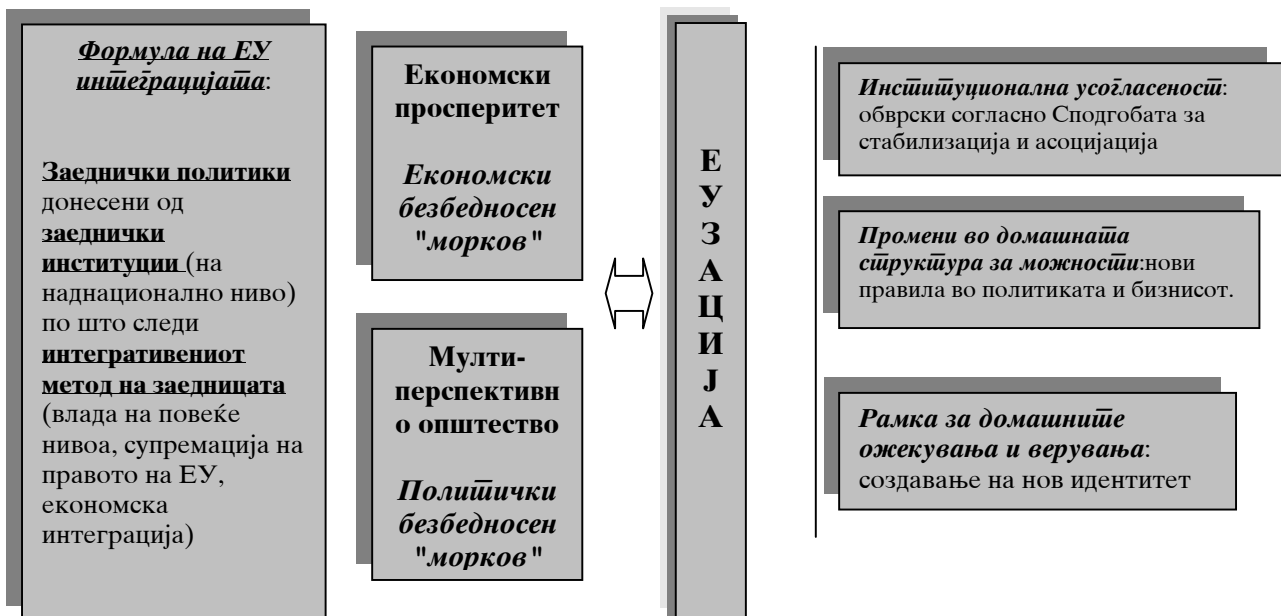 Формула на ЕУ
интеграцијата:
Заеднички политики
донесени од
заеднички
институции (на
наднационално ниво)
по што следи
интегративениот
метод на заедницата
(влада на повеќе
нивоа, супремација на
правото на ЕУ,
економска
интеграција)
Економски
просперитет
Економски
безбедносен
"морков"
Мулти-
перспективн
о општество
Политички
безбедносен
"морков"
Е
У
З
А
Ц
И
Ј
А
Институционална усогласеност:
обврски согласно Сподгобата за
стабилизација и асоцијација
Промени во домашната
структура за можности:нови
правила во политиката и бизнисот.
Рамка за домашните
ожекувања и верувања:
создавање на нов идентитет